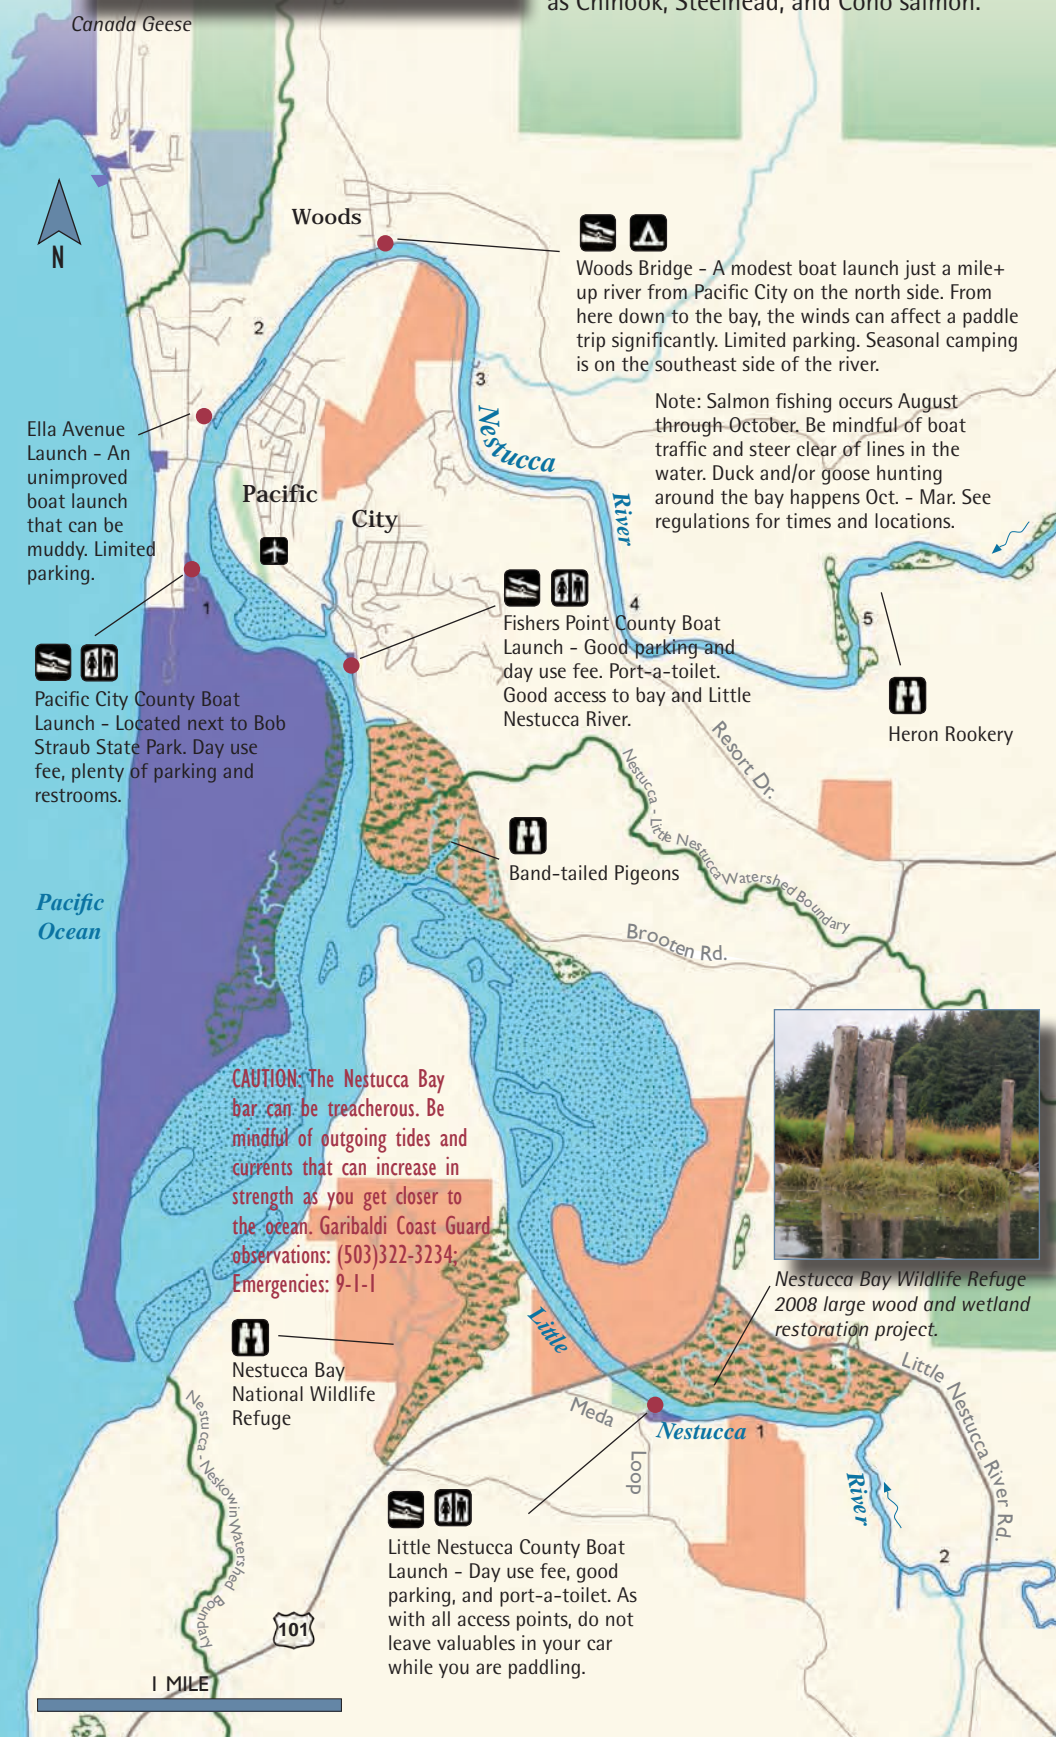 as Chinook, Steelhead, and Coho salmon.
Canada Geese
N
Woods
Woods Bridge - A modest boat launch just a mile+
up river from Pacific City on the north side. From
here down to the bay, the winds can affect a paddle
trip significantly. Limited parking. Seasonal camping
is on the southeast side of the river.
2
3
Note: Salmon fishing occurs August
through October. Be mindful of boat
traffic and steer clear of lines in the
water. Duck and/or goose hunting
around the bay happens Oct. - Mar. See
regulations for times and locations.
Nestucca
River
Ella Avenue
Launch - An
unimproved
boat launch
that can be
muddy. Limited
parking.
Pacific
City
1
4
5
Fishers Point County Boat
Launch - Good parking and
day use fee. Port-a-toilet.
Good access to bay and Little
Nestucca River.
Pacific City County Boat
Launch - Located next to Bob
Straub State Park. Day use
fee, plenty of parking and
restrooms.
Heron Rookery
Resort Dr.
Nestucca - Little Nestucca Watershed Boundary
Band-tailed Pigeons
Pacific
Ocean
Brooten Rd.
CAUTION: The Nestucca Bay
bar can be treacherous. Be
mindful of outgoing tides and
currents that can increase in
strength as you get closer to
the ocean. Garibaldi Coast Guard
observations: (503)322-3234;
Emergencies: 9-1-1
Nestucca Bay Wildlife Refuge
2008 large wood and wetland
restoration project.
Nestucca Bay
National Wildlife
Refuge
Little
Nestucca
River
1
2
Little Nestucca River Rd.
Meda
Loop
Nestucca - Neskowin Watershed Boundary
Little Nestucca County Boat
Launch - Day use fee, good
parking, and port-a-toilet. As
with all access points, do not
leave valuables in your car
while you are paddling.
101
1 MILE